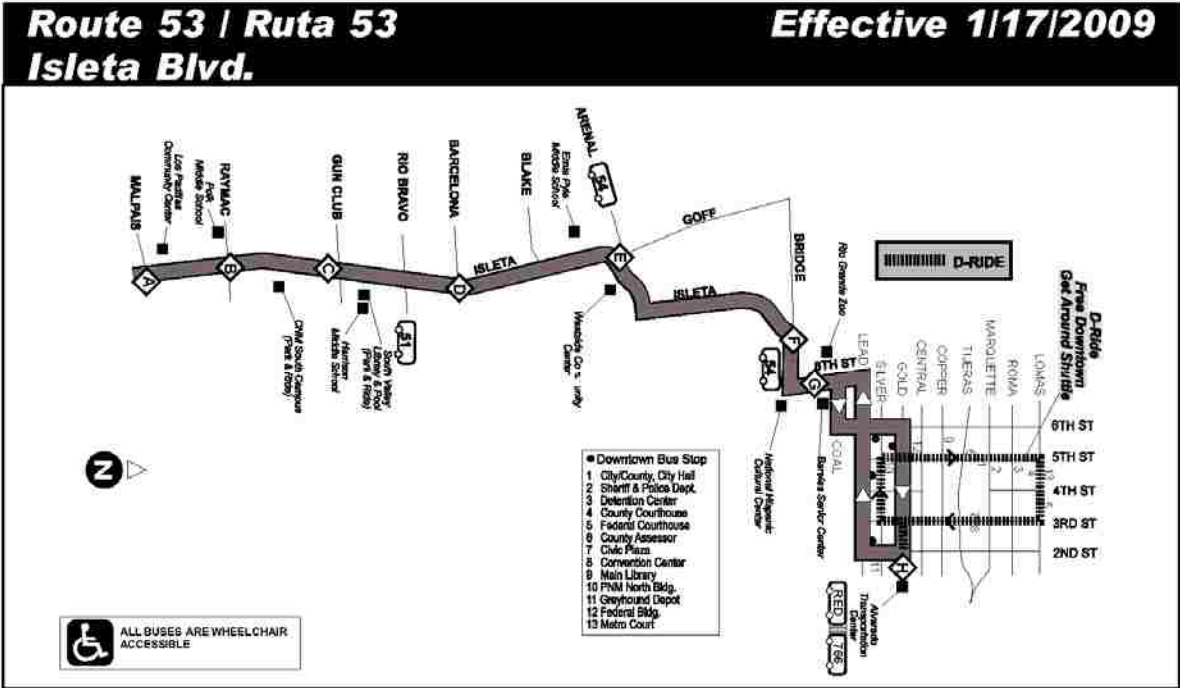 Route 53 / Ruta 53
Effective 1/17/2009
Isleta Blvd.
MALPAIS
Los Padillas
Community Center
RAYMAC
Polk
Middle School
GUN CLUB
RIO BRAVO
BARCELONA
BLAKE
Ernie Pyle
Middle School
ARENAL
54
GOFF
BRIDGE
Rio Grande Zoo
D-RIDE
D-Ride
Free Downtown
Get Around Shuttle
LEAD
SILVER
GOLD
CENTRAL
COPPER
TIJERAS
MARQUETTE
ROMA
LOMAS
A
B
C
D
E
F
G
H
ISLETA
ISLETA
8TH ST
6TH ST
5TH ST
4TH ST
3RD ST
2ND ST
COAL
CNM South Campus
(Park & Ride)
Harrison
Middle School
South Valley
Library & Pool
(Park & Ride)
51
Westside
Center
54
National Hispanic
Cultural Center
Barelas Senior Center
Alvarado
Transportation
Center
RED
766
N
Downtown Bus Stop
1 City/County, City Hall
2 Sheriff & Police Dept.
3 Detention Center
4 County Courthouse
5 Federal Courthouse
6 County Assessor
7 Civic Plaza
8 Convention Center
9 Main Library
10 PNM North Bldg.
11 Greyhound Depot
12 Federal Bldg.
13 Metro Court
ALL BUSES ARE WHEELCHAIR
ACCESSIBLE